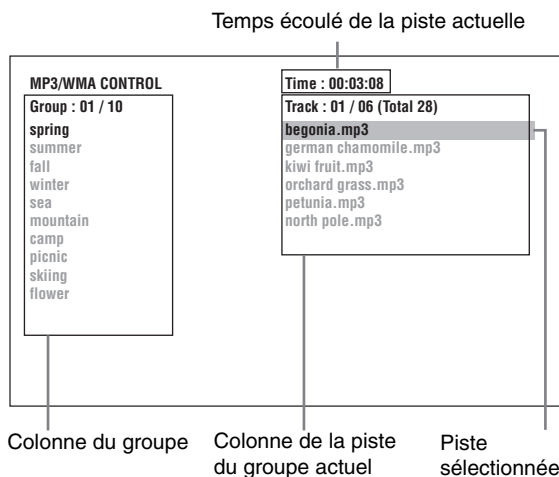 Temps écoulé de la piste actuelle
MP3/WMA CONTROL
Time : 00:03:08
Group : 01 / 10
spring
summer
fall
winter
sea
mountain
camp
picnic
skiing
flower
Track : 01 / 06 (Total 28)
begonia.mp3
german chamomile.mp3
kiwi fruit.mp3
orchard grass.mp3
petunia.mp3
north pole.mp3
Colonne du groupe
Colonne de la piste
du groupe actuel
Piste
sélectionnée